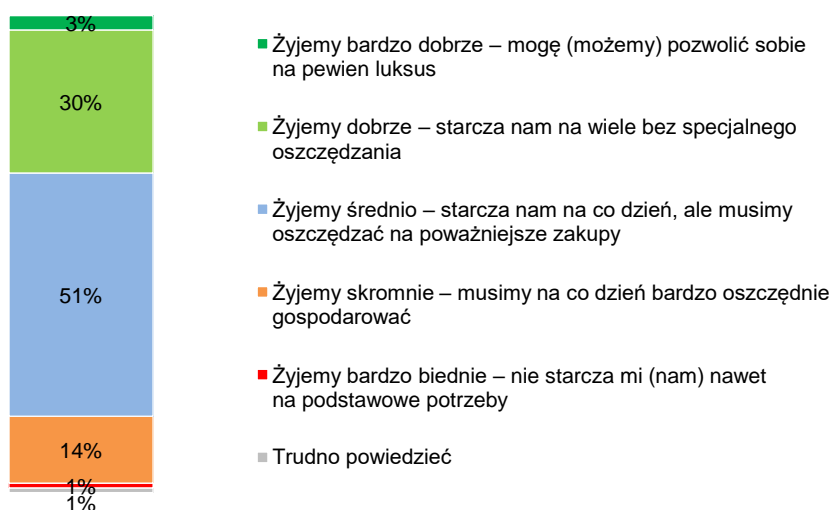 3%
30%
51%
14%
1%
1%
Żyjemy bardzo dobrze – mogę (możemy) pozwolić sobie
na pewien luksus
Żyjemy dobrze – starcza nam na wiele bez specjalnego
oszczędzania
Żyjemy średnio – starcza nam na co dzień, ale musimy
oszczędzać na poważniejsze zakupy
Żyjemy skromnie – musimy na co dzień bardzo oszczędnie
gospodarować
Żyjemy bardzo biednie – nie starcza mi (nam) nawet
na podstawowe potrzeby
Trudno powiedzieć